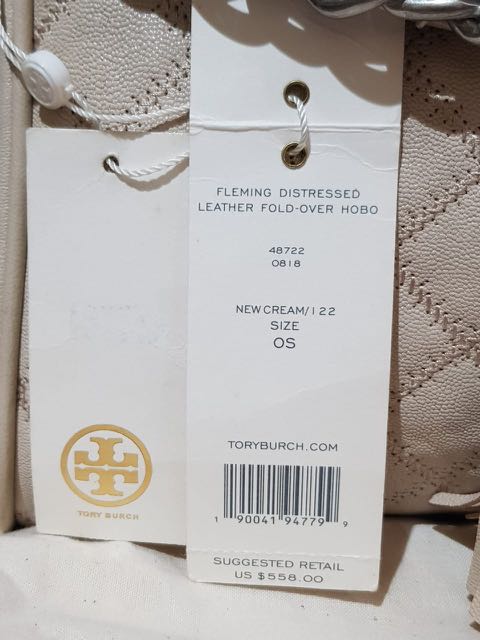 FLEMING DISTRESSED
LEATHER FOLD-OVER HOBO
48722
0818
NEW CREAM/122
SIZE
OS
TORYBURCH.COM
1 90041 94779 9
SUGGESTED RETAIL
US $558.00
TORY BURCH